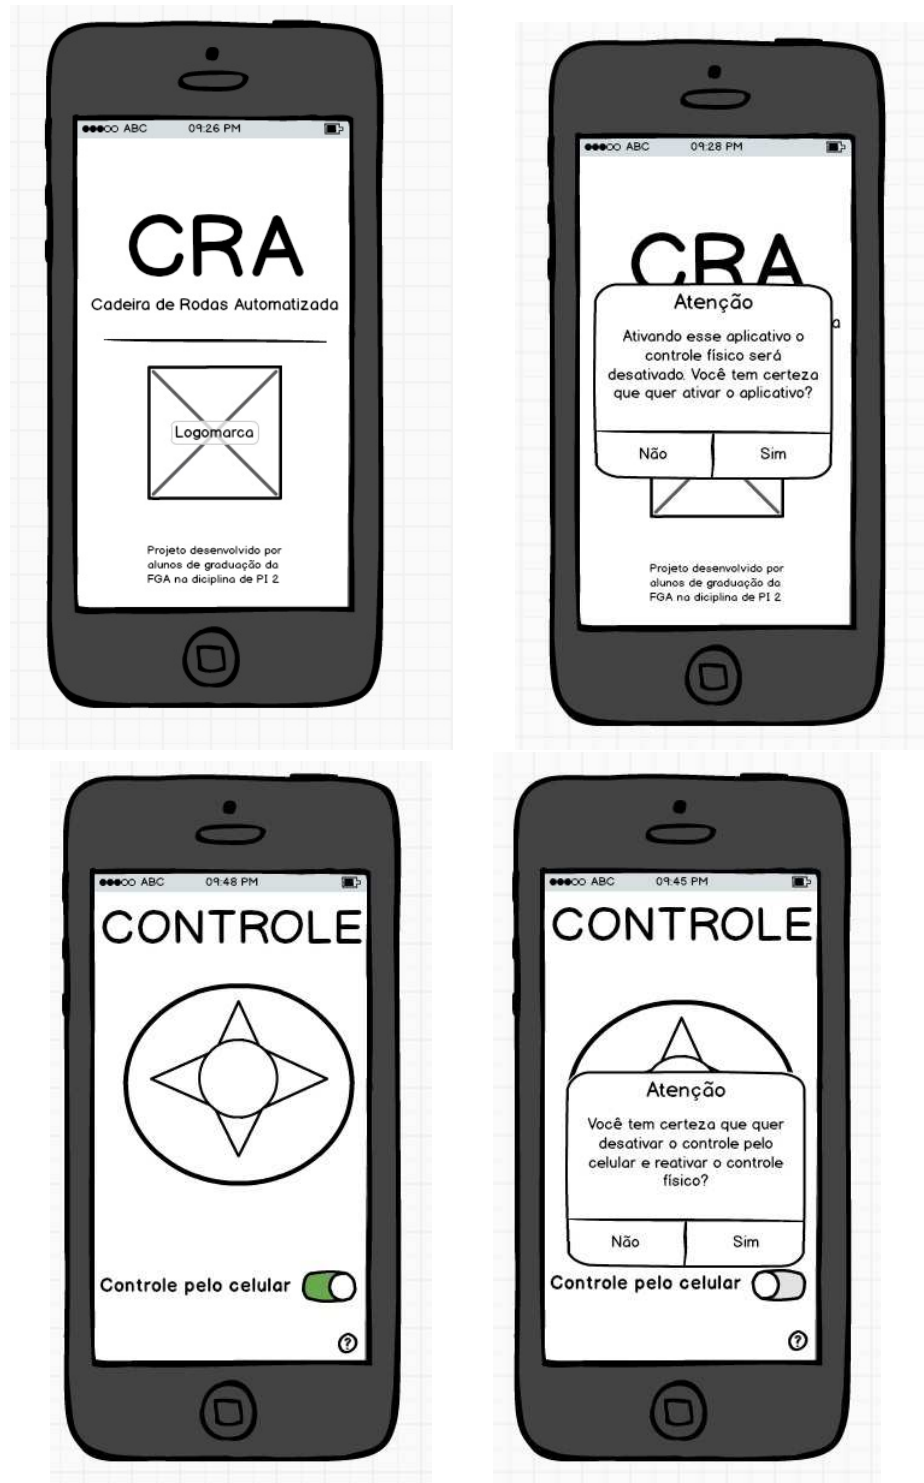 ●●●○○ ABC 09:26 PM
CRA
Cadeira de Rodas Automatizada
Logomarca
Projeto desenvolvido por
alunos de graduação da
FGA na diciplina de PI 2
●●●○○ ABC 09:28 PM
CRA
a
Atenção
Ativando esse aplicativo o
controle físico será
desativado. Você tem certeza
que quer ativar o aplicativo?
Não Sim
Projeto desenvolvido por
alunos de graduação da
FGA na diciplina de PI 2
●●●○○ ABC 09:48 PM
CONTROLE
Controle pelo celular
?
●●●○○ ABC 09:45 PM
CONTROLE
Atenção
Você tem certeza que quer
desativar o controle pelo
celular e reativar o controle
físico?
Não Sim
Controle pelo celular
?